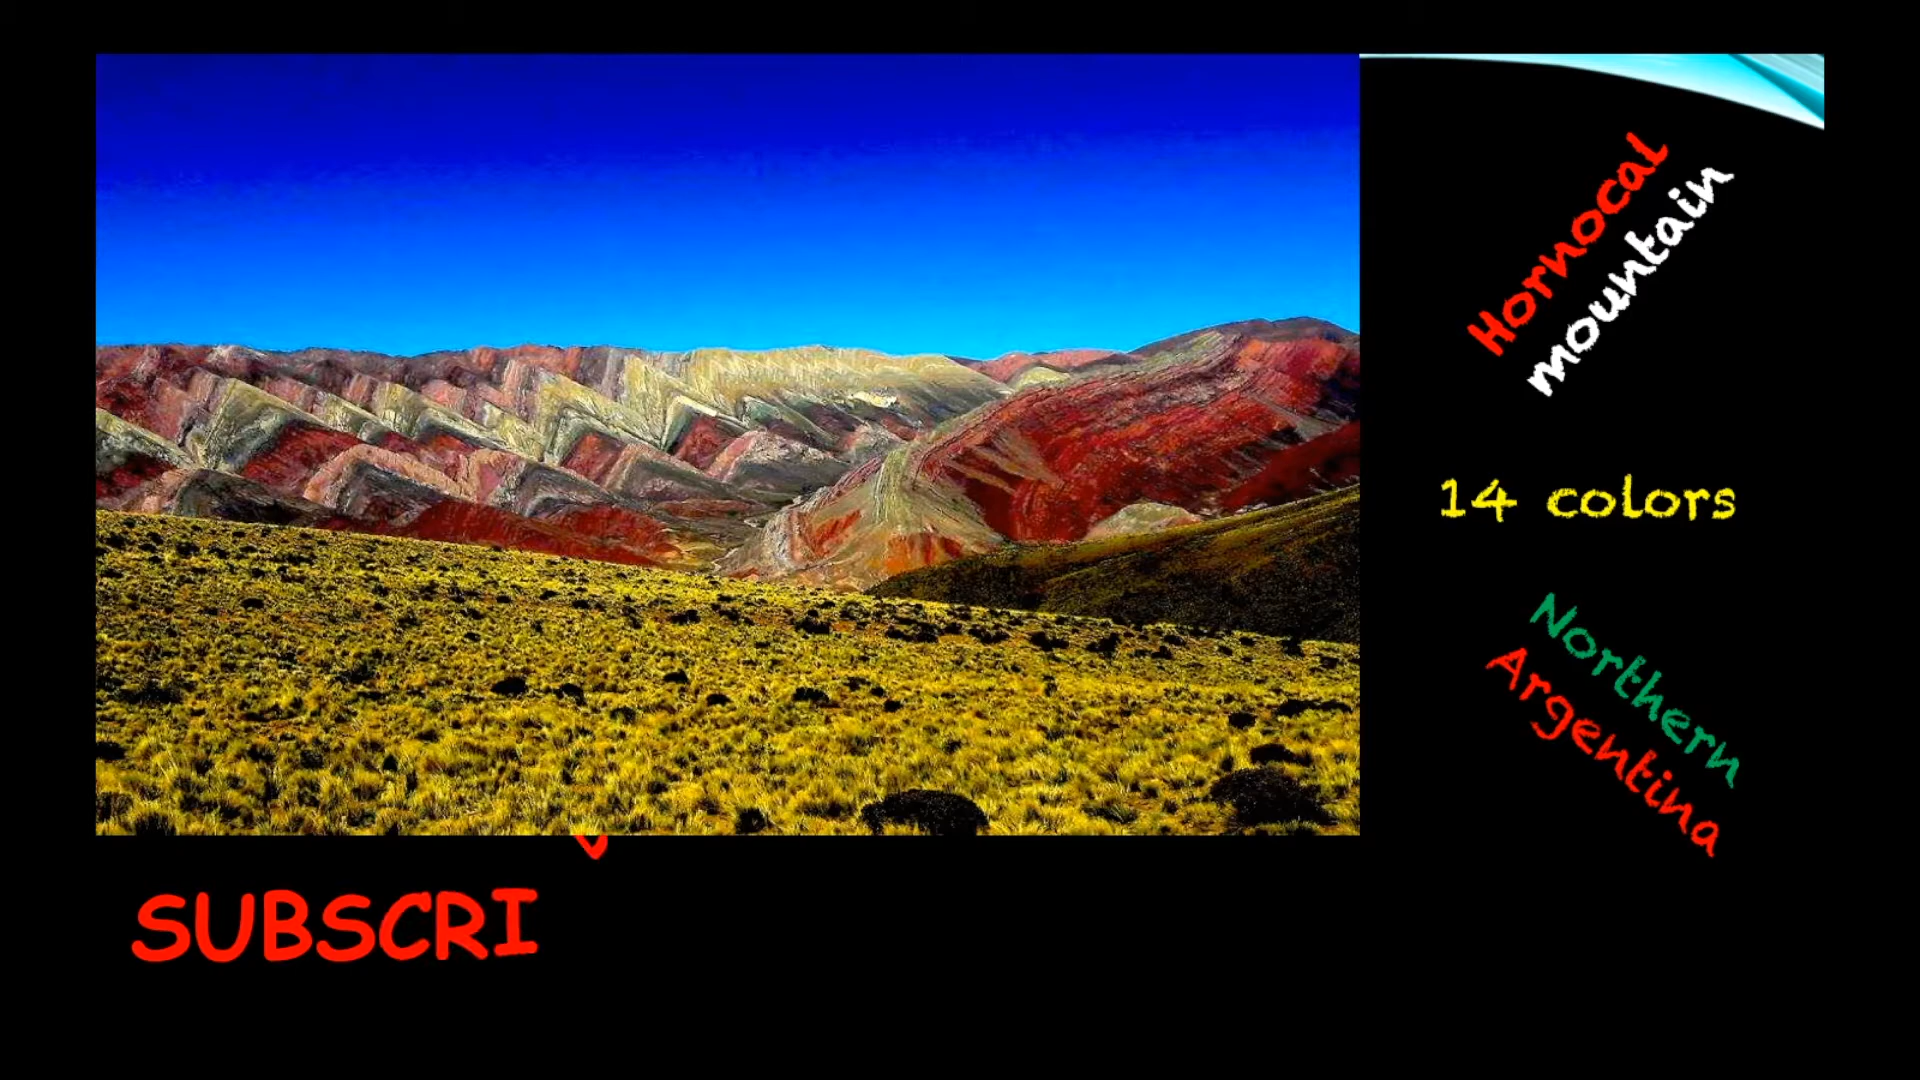 Hornocal
mountain
14 colors
Northern
Argentina
SUBSCRI